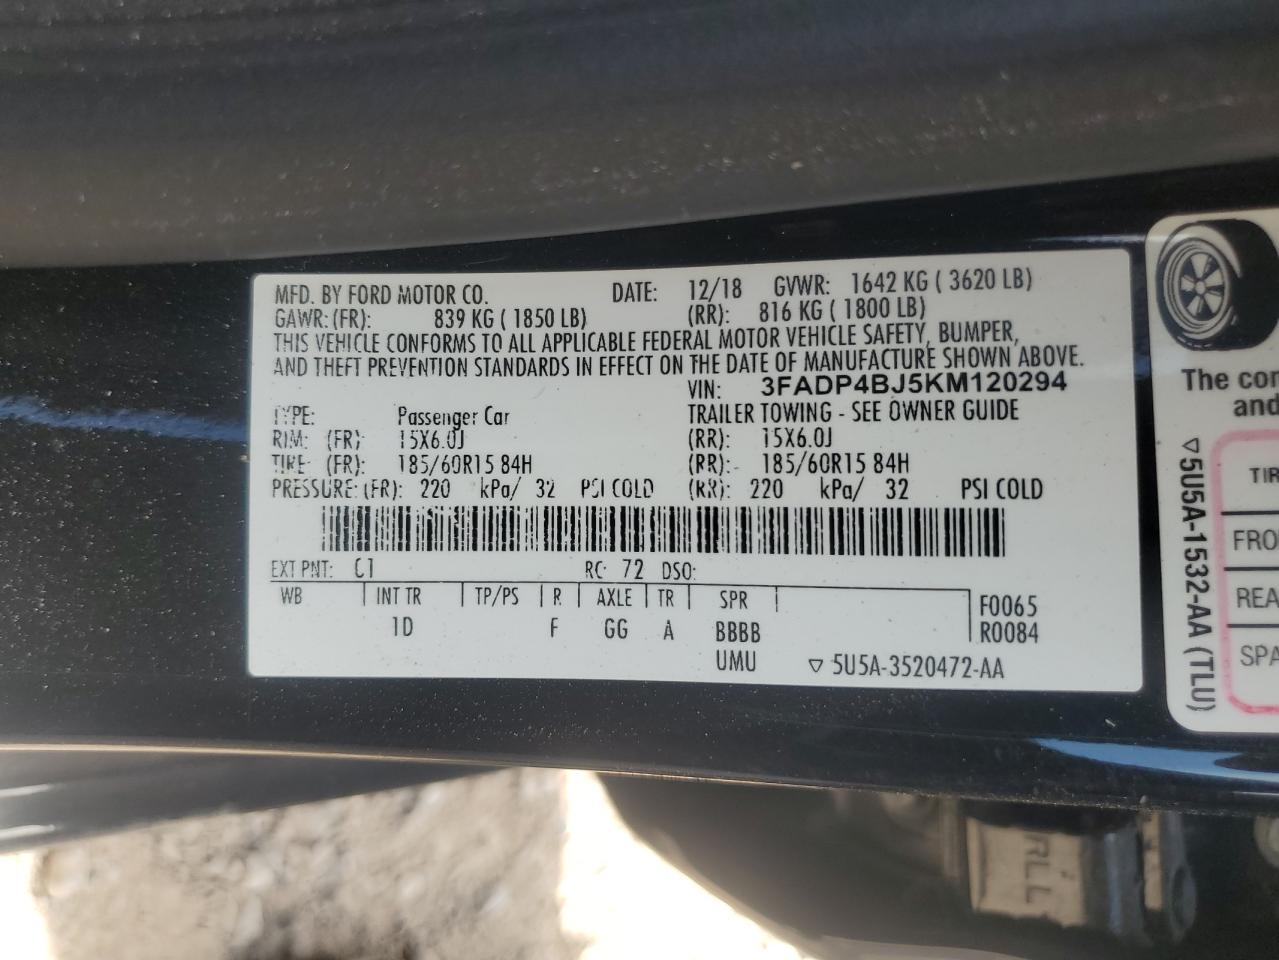 MFD. BY FORD MOTOR CO. DATE: 12/18 GVWR: 1642 KG ( 3620 LB)
GAWR: (FR): 839 KG ( 1850 LB) (RR): 816 KG ( 1800 LB)
THIS VEHICLE CONFORMS TO ALL APPLICABLE FEDERAL MOTOR VEHICLE SAFETY, BUMPER,
AND THEFT PREVENTION STANDARDS IN EFFECT ON THE DATE OF MANUFACTURE SHOWN ABOVE.
VIN: 3FADP4BJ5KM120294
TYPE: Passenger Car TRAILER TOWING - SEE OWNER GUIDE
RIM: (FR): 15X6.0J (RR): 15X6.0J
TIRE (FR): 185/60R15 84H (RR): 185/60R15 84H
PRESSURE: (FR): 220 kPa/ 32 PSI COLD (RR): 220 kPa/ 32 PSI COLD
EXT PNT: C1 RC: 72 DSO:
WB INT TR TP/PS R AXLE TR SPR F0065
1D F GG A BBBB R0084
UMU ▽ 5U5A-3520472-AA
The con
and
▽5U5A-1532-AA (TLU)
TIR
FRO
REA
SPA
RLL